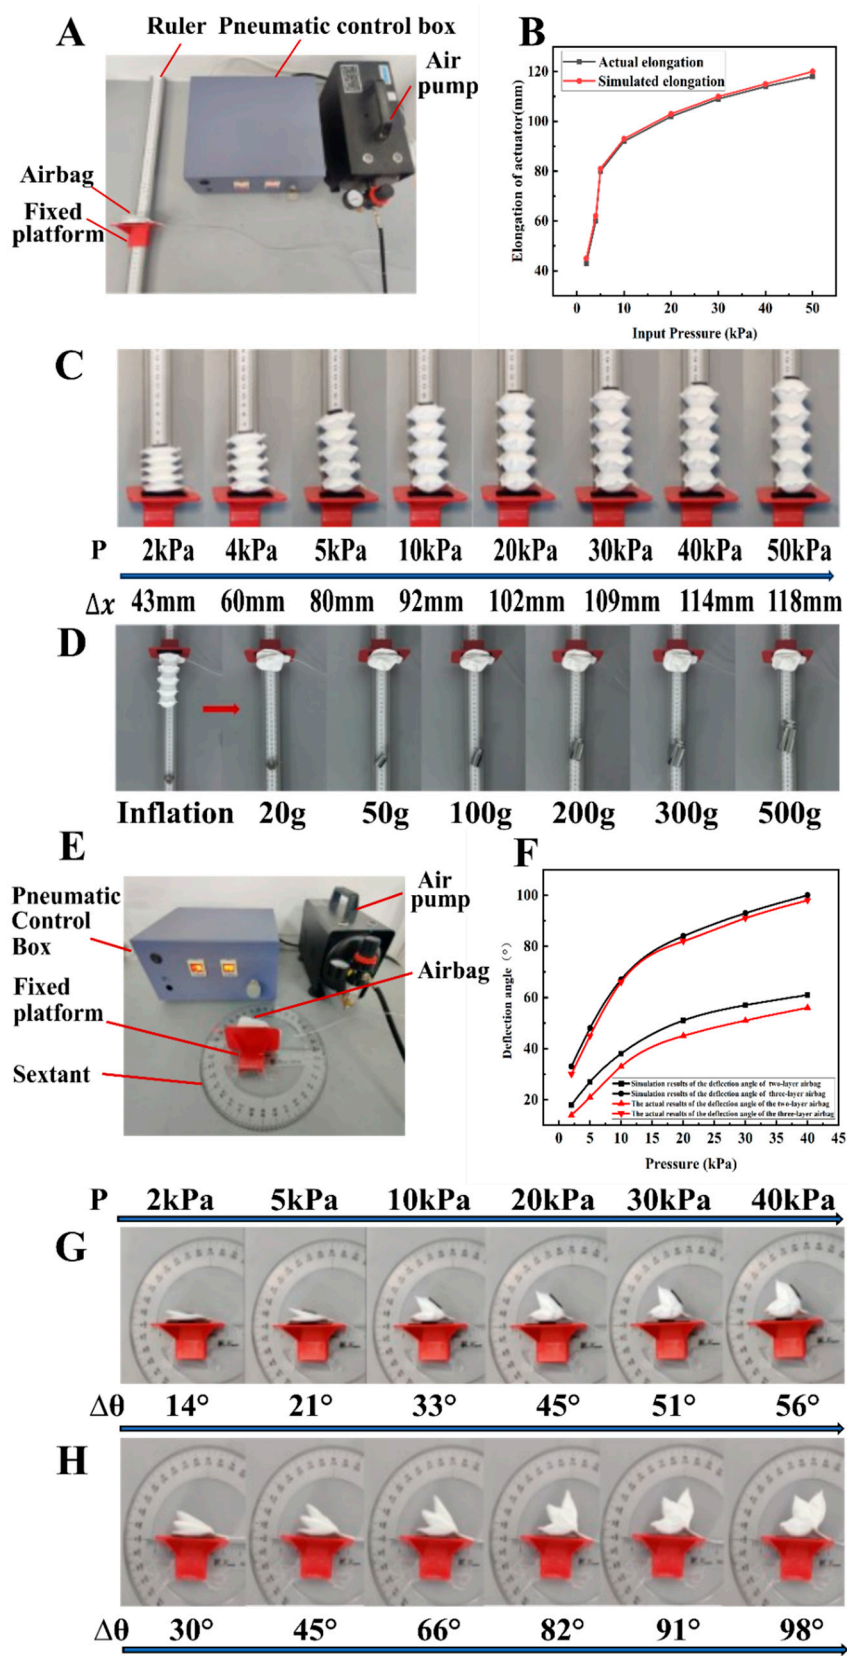 A
Ruler Pneumatic control box
Air
pump
Airbag
Fixed
platform
B
Actual elongation
Simulated elongation
Elongation of actuator(mm)
120
100
80
60
40
0 10 20 30 40 50
Input Pressure (kPa)
C
P 2kPa 4kPa 5kPa 10kPa 20kPa 30kPa 40kPa 50kPa
Δx 43mm 60mm 80mm 92mm 102mm 109mm 114mm 118mm
D
Inflation 20g 50g 100g 200g 300g 500g
E
Pneumatic
Control
Box
Air
pump
Airbag
Fixed
platform
Sextant
F
Deflection angle (°)
100
80
60
40
20
Simulation results of the deflection angle of two-layer airbag
Simulation results of the deflection angle of three-layer airbag
The actual results of the deflection angle of the two-layer airbag
The actual results of the deflection angle of the three-layer airbag
0 5 10 15 20 25 30 35 40 45
Pressure (kPa)
P 2kPa 5kPa 10kPa 20kPa 30kPa 40kPa
G
Δθ 14° 21° 33° 45° 51° 56°
H
Δθ 30° 45° 66° 82° 91° 98°